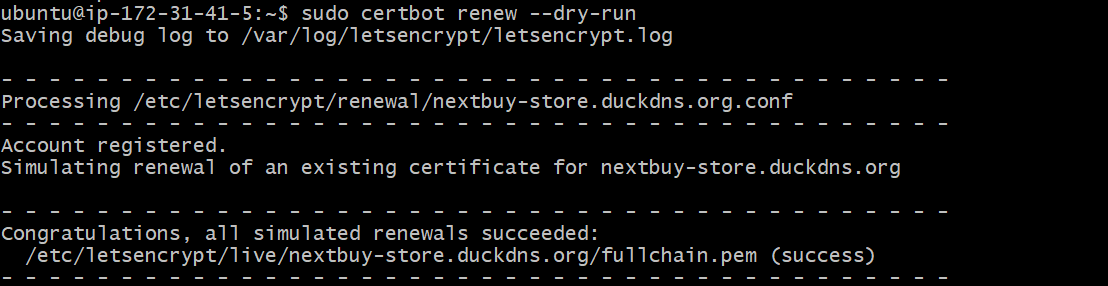 ubuntu@ip-172-31-41-5:~$ sudo certbot renew --dry-run
Saving debug log to /var/log/letsencrypt/letsencrypt.log
- - - - - - - - - - - - - - - - - - - - - - - - - - - - - - - - - - - - - - - -
Processing /etc/letsencrypt/renewal/nextbuy-store.duckdns.org.conf
- - - - - - - - - - - - - - - - - - - - - - - - - - - - - - - - - - - - - - - -
Account registered.
Simulating renewal of an existing certificate for nextbuy-store.duckdns.org
- - - - - - - - - - - - - - - - - - - - - - - - - - - - - - - - - - - - - - - -
Congratulations, all simulated renewals succeeded:
  /etc/letsencrypt/live/nextbuy-store.duckdns.org/fullchain.pem (success)
- - - - - - - - - - - - - - - - - - - - - - - - - - - - - - - - - - - - - - - -